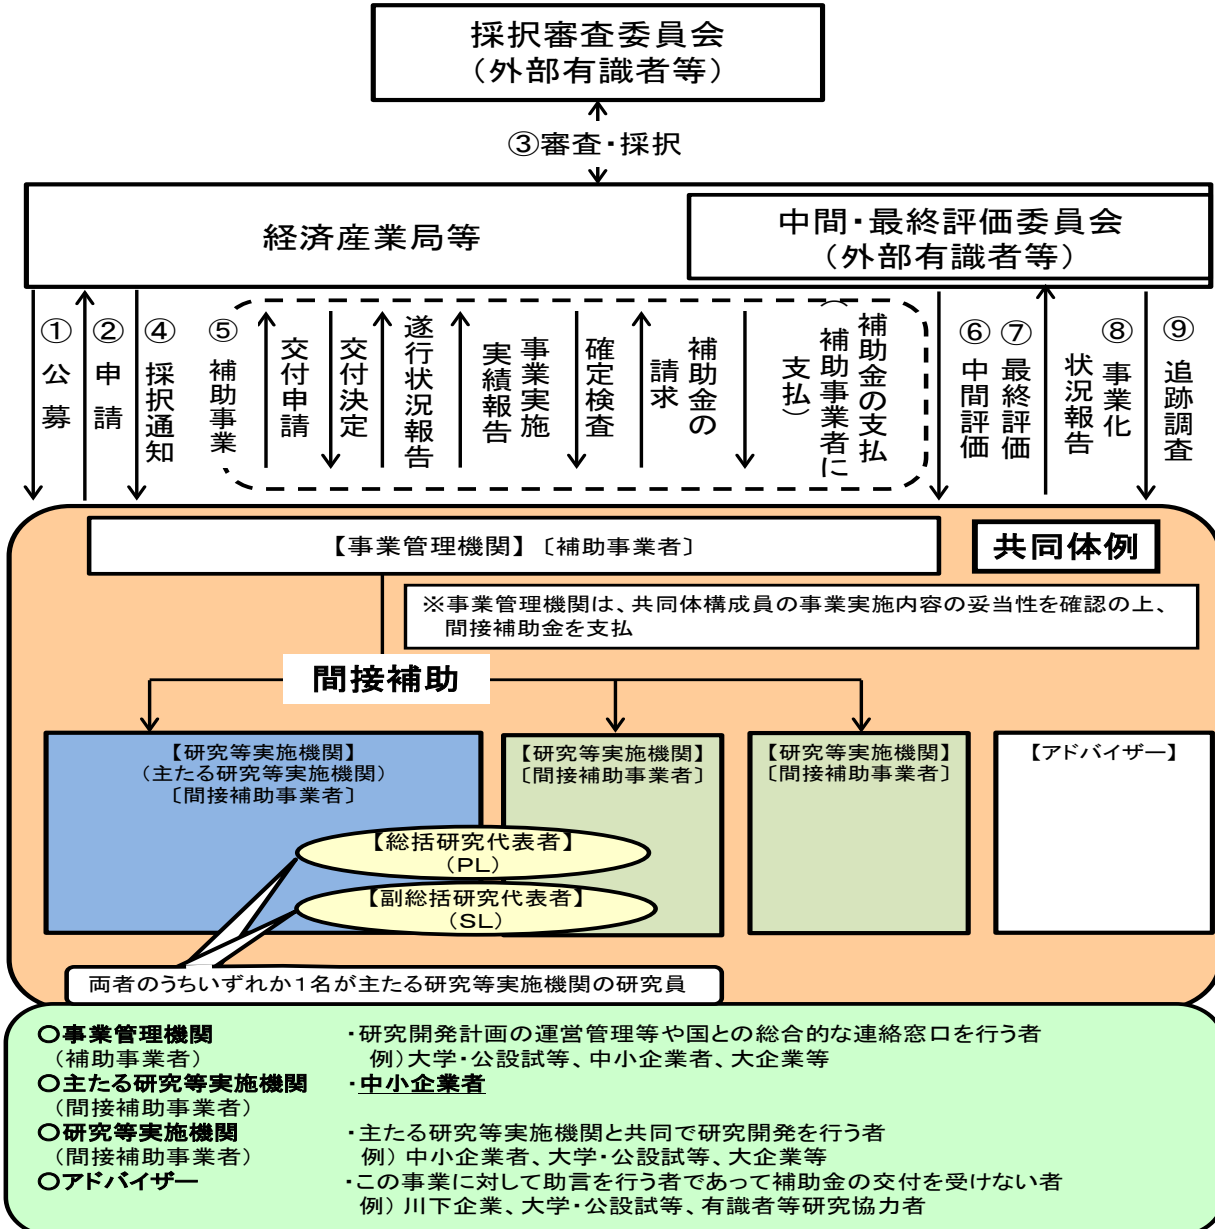 採択審査委員会
（外部有識者等）
③審査・採択
経済産業局等
中間・最終評価委員会
（外部有識者等）
①公募
②申請
④採択通知
⑤補助事業
交付申請
交付決定
遂行状況報告
事業実施
実績報告
確定検査
補助金の
請求
補助金の支払
（補助事業者に
支払）
⑥中間評価
⑦最終評価
⑧事業化
状況報告
⑨追跡調査
【事業管理機関】〔補助事業者〕
共同体例
※事業管理機関は、共同体構成員の事業実施内容の妥当性を確認の上、
間接補助金を支払
間接補助
【研究等実施機関】
（主たる研究等実施機関）
〔間接補助事業者〕
【研究等実施機関】
〔間接補助事業者〕
【研究等実施機関】
〔間接補助事業者〕
【アドバイザー】
【総括研究代表者】
（PL）
【副総括研究代表者】
（SL）
両者のうちいずれか１名が主たる研究等実施機関の研究員
○事業管理機関 ・研究開発計画の運営管理等や国との総合的な連絡窓口を行う者
（補助事業者） 例）大学・公設試等、中小企業者、大企業等
○主たる研究等実施機関 ・中小企業者
（間接補助事業者）
○研究等実施機関 ・主たる研究等実施機関と共同で研究開発を行う者
（間接補助事業者） 例）中小企業者、大学・公設試等、大企業等
○アドバイザー ・この事業に対して助言を行う者であって補助金の交付を受けない者
例）川下企業、大学・公設試等、有識者等研究協力者